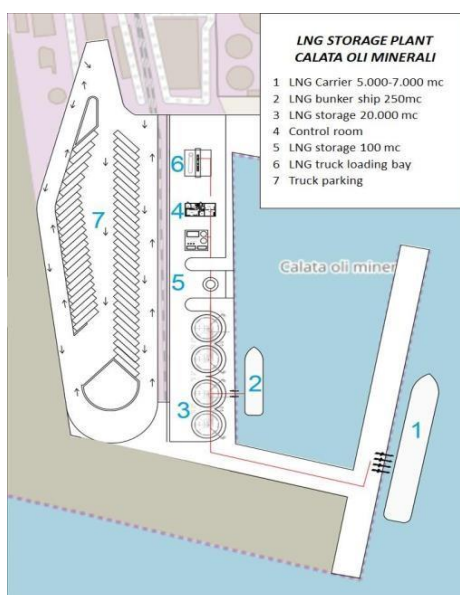 LNG STORAGE PLANT
CALATA OLI MINERALI
1 LNG Carrier 5.000-7.000 mc
2 LNG bunker ship 250mc
3 LNG storage 20.000 mc
4 Control room
5 LNG storage 100 mc
6 LNG truck loading bay
7 Truck parking
6
4
7
Calata oli miner
5
2
3
1